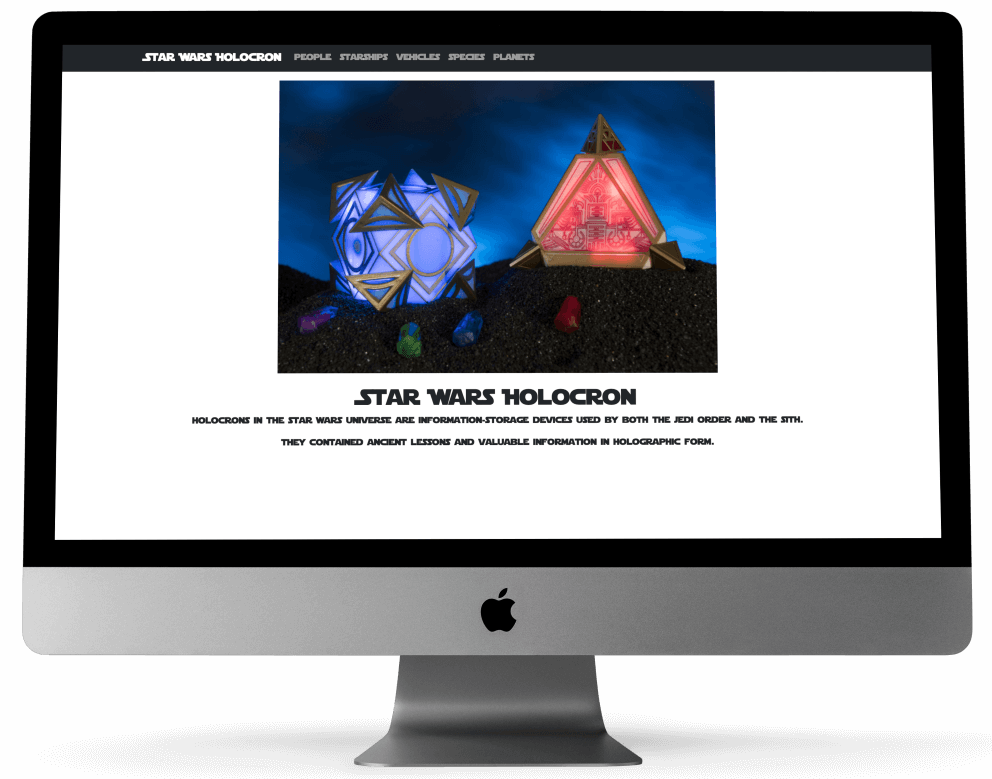 STAR WARS HOLOCRON PEOPLE STARSHIPS VEHICLES SPECIES PLANETS
STAR WARS HOLOCRON
HOLOCRONS IN THE STAR WARS UNIVERSE ARE INFORMATION-STORAGE DEVICES USED BY BOTH THE JEDI ORDER AND THE SITH.
THEY CONTAINED ANCIENT LESSONS AND VALUABLE INFORMATION IN HOLOGRAPHIC FORM.